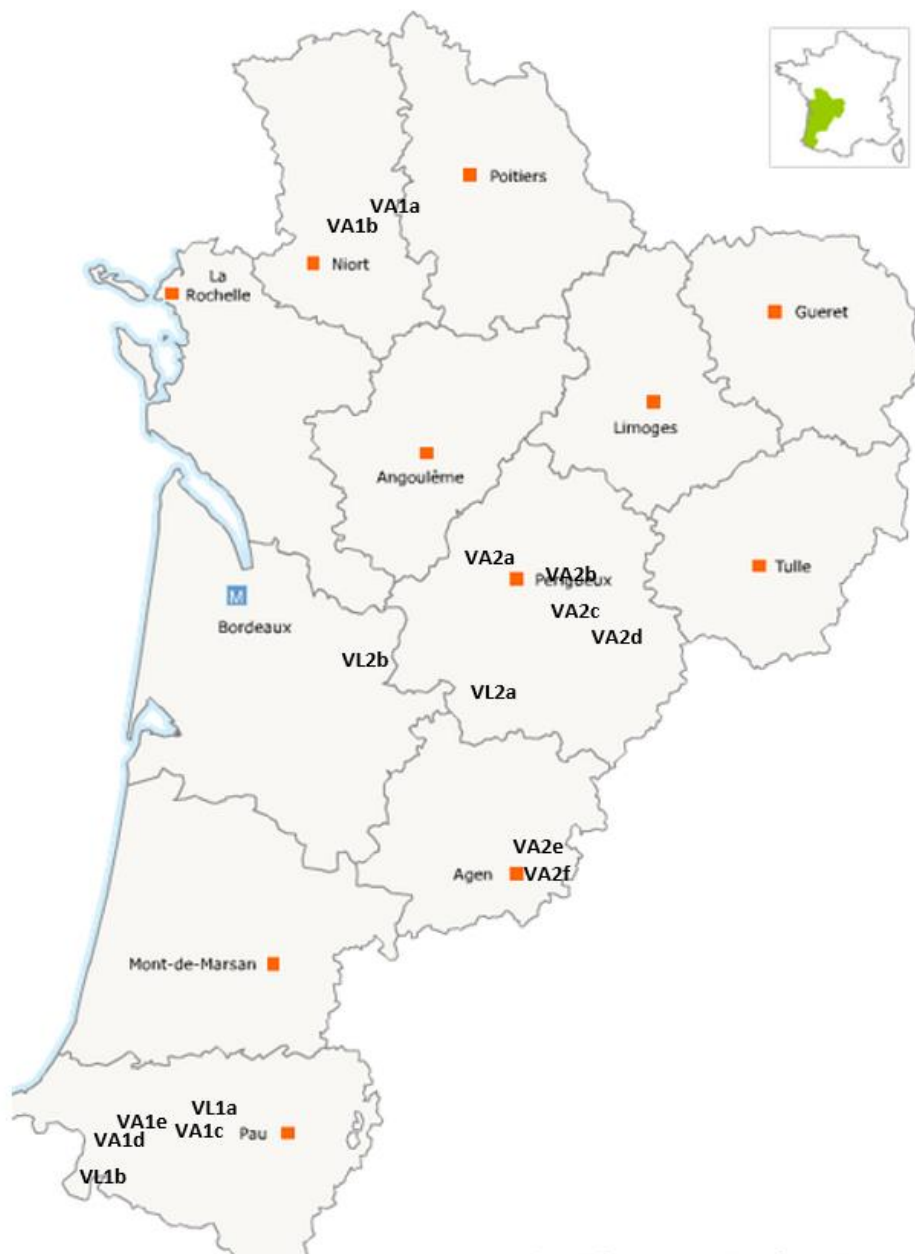 Poitiers
VA1a
VA1b
Niort
La
Rochelle
Gueret
Limoges
Angoulême
VA2a
VA2b
Périgueux
Tulle
VA2c
M
Bordeaux
VA2d
VL2b
VL2a
VA2e
Agen
VA2f
Mont-de-Marsan
VL1a
VA1e
VA1c
Pau
VA1d
VL1b